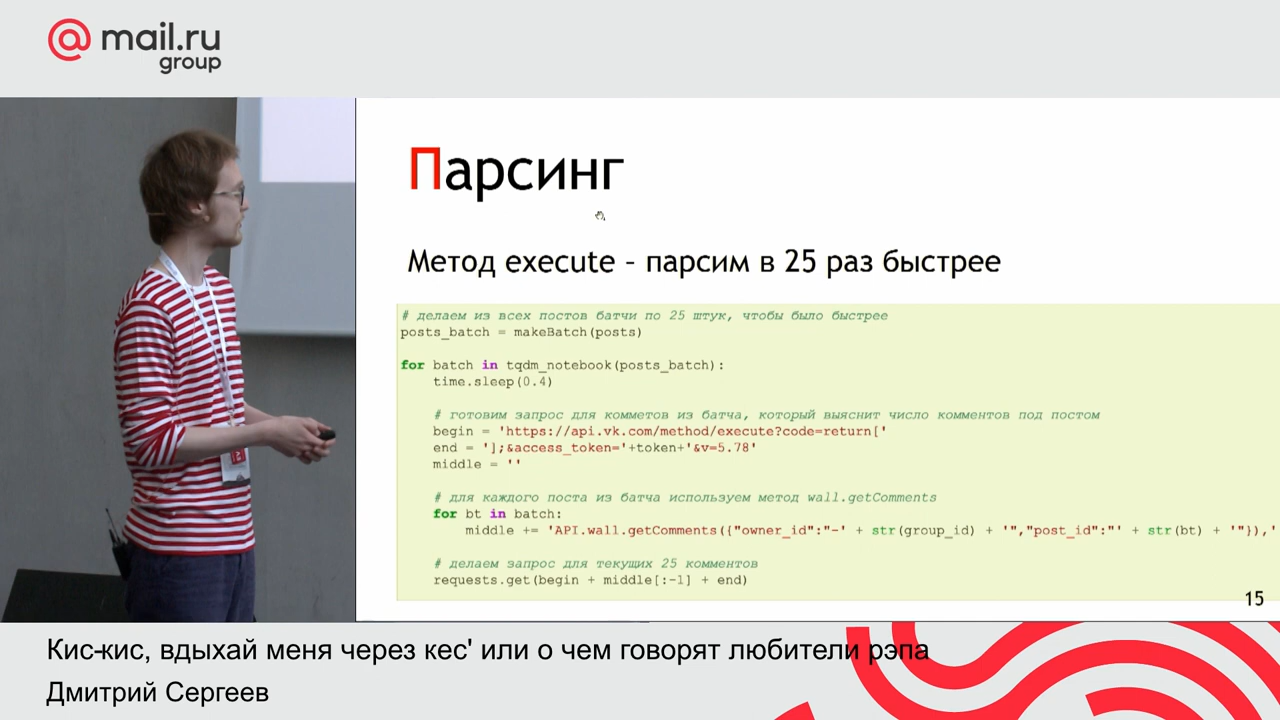 mail.ru
group
Парсинг
Метод execute – парсим в 25 раз быстрее
# делаем из всех постов батчи по 25 штук, чтобы было быстрее
posts_batch = makeBatch(posts)
for batch in tqdm_notebook(posts_batch):
time.sleep(0.4)
# готовим запрос для комметов из батча, который выяснит число комментов под постом
begin = 'https://api.vk.com/method/execute?code=return['
end = '];&access_token='+token+'&v=5.78'
middle = ''
# для каждого поста из батча используем метод wall.getComments
for bt in batch:
middle += 'API.wall.getComments({"owner_id":"-' + str(group_id) + '","post_id":"' + str(bt) + '"}),'
# делаем запрос для текущих 25 комментов
requests.get(begin + middle[:-1] + end)
15
Кис-кис, вдыхай меня через кес' или о чем говорят любители рэпа
Дмитрий Сергеев